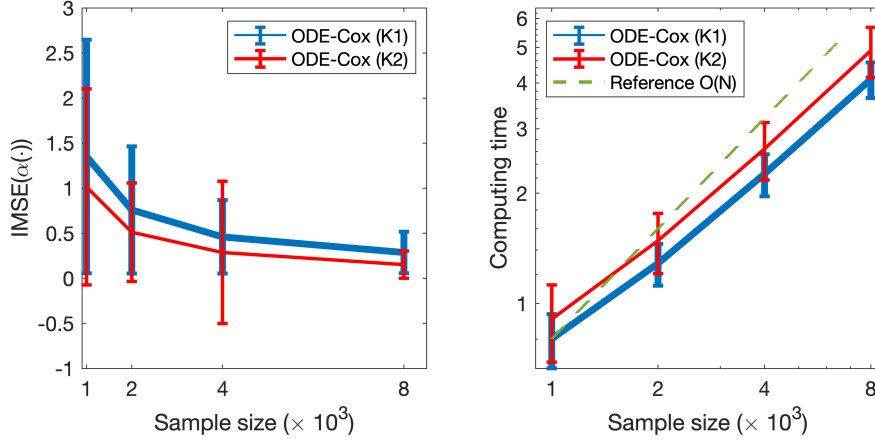 3
2.5
2
1.5
1
0.5
0
-0.5
-1
IMSE(α(·))
ODE-Cox (K1)
ODE-Cox (K2)
1 2 4 8
Sample size (× 10³)
6
5
4
3
2
1
Computing time
ODE-Cox (K1)
ODE-Cox (K2)
Reference O(N)
1 2 4 8
Sample size (× 10³)